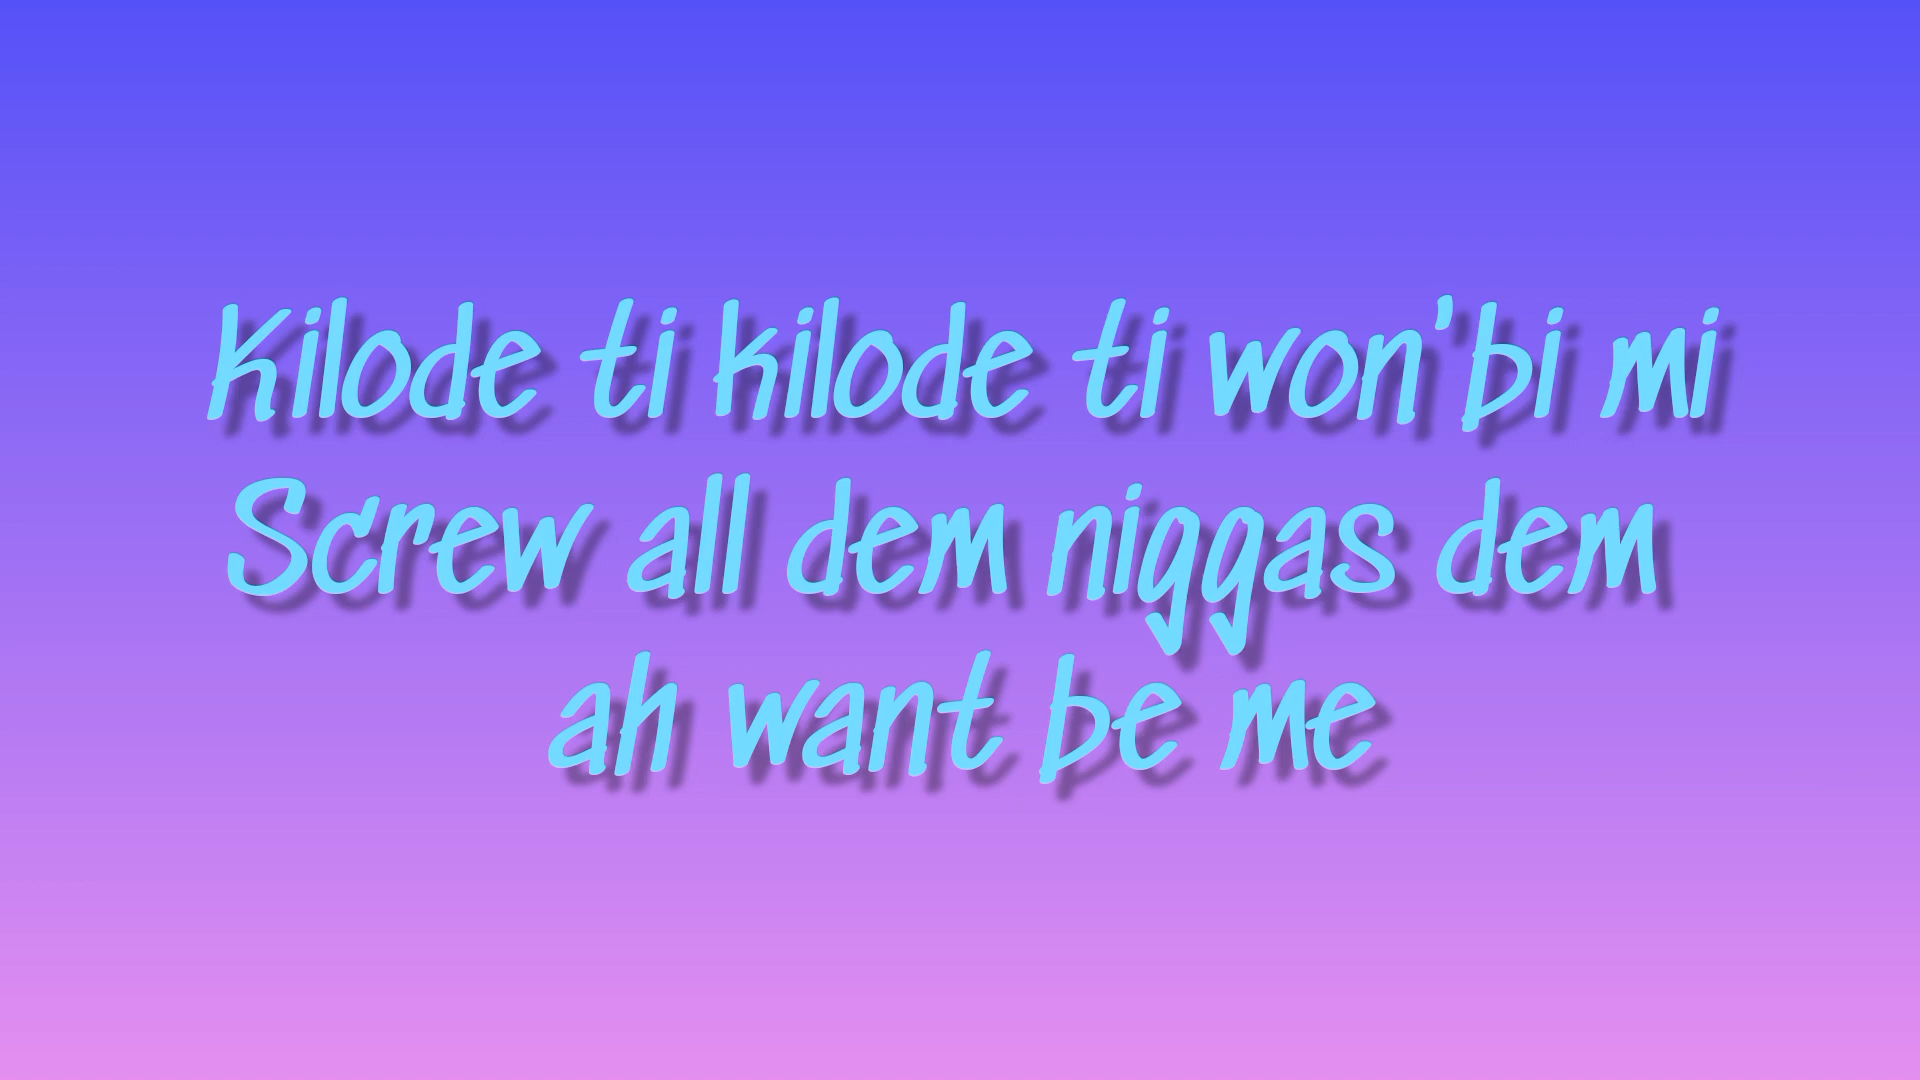 Kilode ti kilode ti won'bi mi
Screw all dem niggas dem
ah want be me